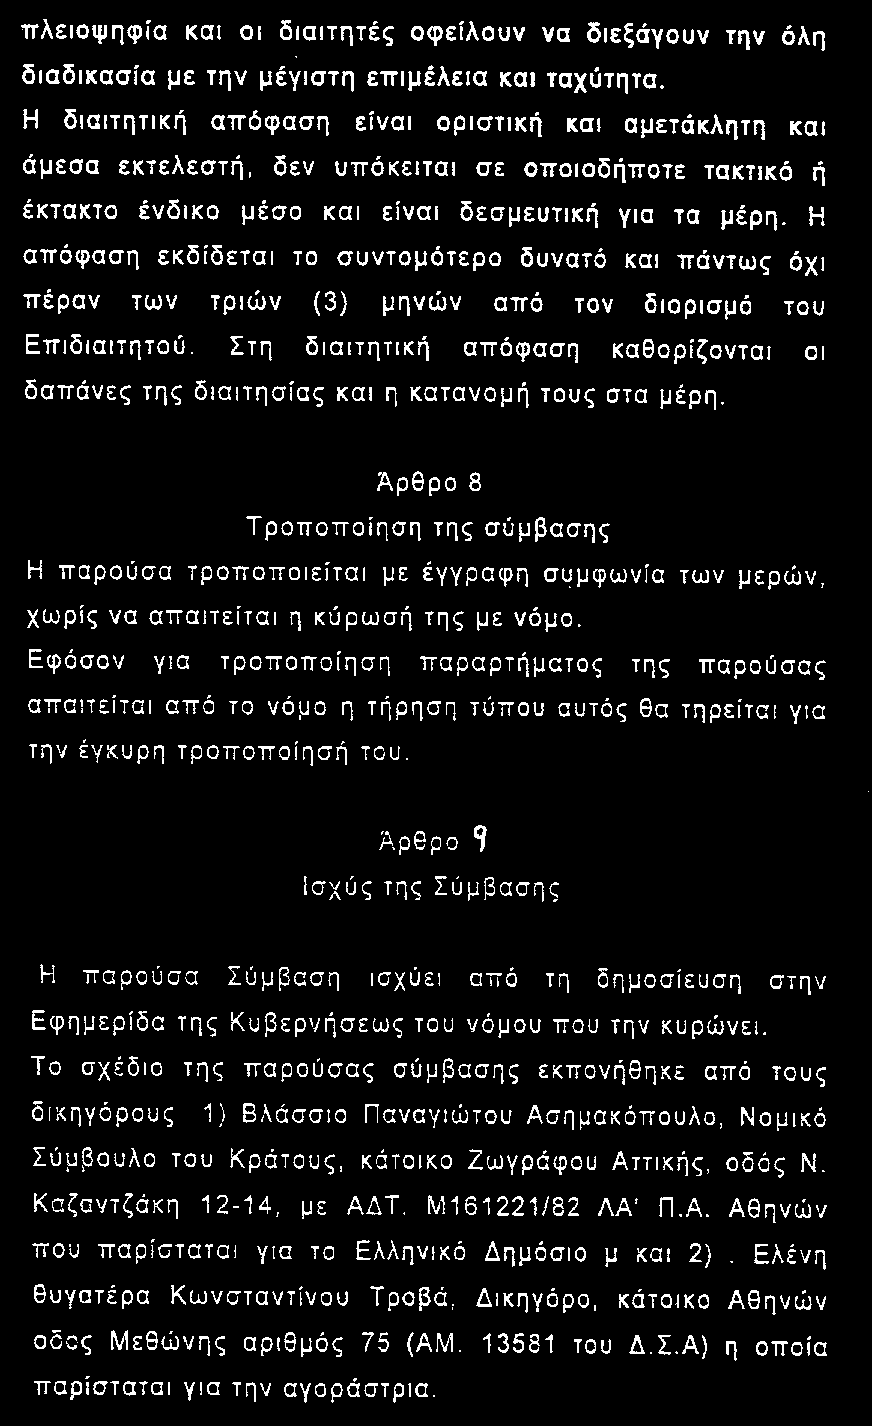 πλειοψηφία και οι διαιτητές οφείλουν να διεξάγουν την όλη
διαδικασία με την μέγιστη επιμέλεια και ταχύτητα.
Η διαιτητική απόφαση είναι οριστική και αμετάκλητη και
άμεσα εκτελεστή, δεν υπόκειται σε οποιοδήποτε τακτικό ή
έκτακτο ένδικο μέσο και είναι δεσμευτική για τα μέρη. Η
απόφαση εκδίδεται το συντομότερο δυνατό και πάντως όχι
πέραν των τριών (3) μηνών από τον διορισμό του
Επιδιαιτητού. Στη διαιτητική απόφαση καθορίζονται οι
δαπάνες της διαιτησίας και η κατανομή τους στα μέρη.
Άρθρο 8
Τροποποίηση της σύμβασης
Η παρούσα τροποποιείται με έγγραφη συμφωνία των μερών,
χωρίς να απαιτείται η κύρωσή της με νόμο.
Εφόσον για τροποποίηση παραρτήματος της παρούσας
απαιτείται από το νόμο η τήρηση τύπου αυτός θα τηρείται για
την έγκυρη τροποποίησή του.
Άρθρο 9
Ισχύς της Σύμβασης
Η παρούσα Σύμβαση ισχύει από τη δημοσίευση στην
Εφημερίδα της Κυβερνήσεως του νόμου που την κυρώνει.
Το σχέδιο της παρούσας σύμβασης εκπονήθηκε από τους
δικηγόρους 1) Βλάσσιο Παναγιώτου Ασημακόπουλο, Νομικό
Σύμβουλο του Κράτους, κάτοικο Ζωγράφου Αττικής, οδός Ν.
Καζαντζάκη 12-14, με ΑΔΤ. Μ161221/82 ΛΑ' Π.Α. Αθηνών
που παρίσταται για το Ελληνικό Δημόσιο μ και 2) . Ελένη
θυγατέρα Κωνσταντίνου Τροβά, Δικηγόρο, κάτοικο Αθηνών
οδος Μεθώνης αριθμός 75 (ΑΜ. 13581 του Δ.Σ.Α) η οποία
παρίσταται για την αγοράστρια.